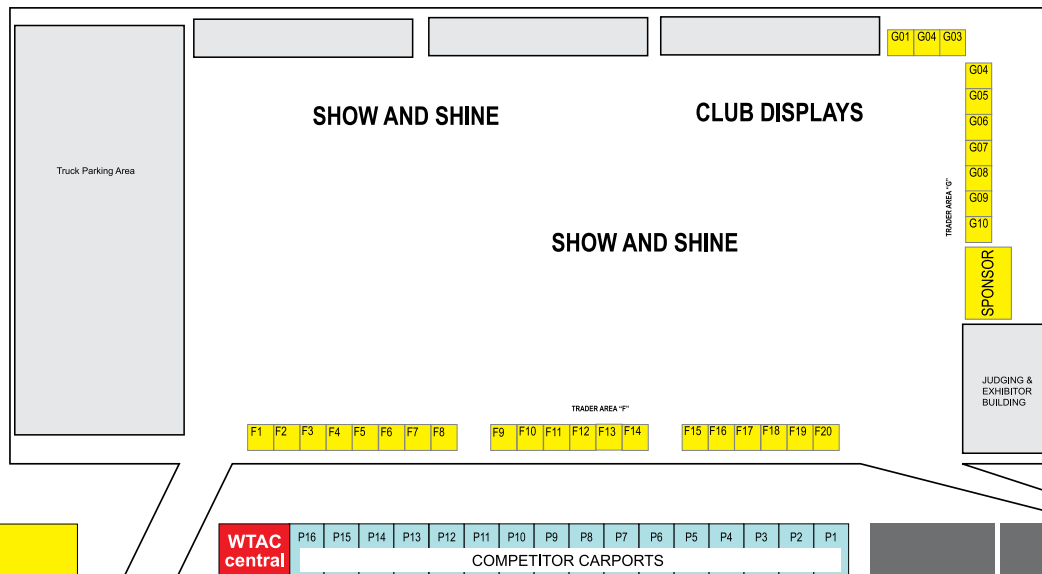 G01 G04 G03
G04
G05
G06
G07
G08
G09
G10
TRADER AREA "G"
SPONSOR
SHOW AND SHINE
CLUB DISPLAYS
Truck Parking Area
SHOW AND SHINE
JUDGING &
EXHIBITOR
BUILDING
TRADER AREA "F"
F1 F2 F3 F4 F5 F6 F7 F8 F9 F10 F11 F12 F13 F14 F15 F16 F17 F18 F19 F20
WTAC
central
P16 P15 P14 P13 P12 P11 P10 P9 P8 P7 P6 P5 P4 P3 P2 P1
COMPETITOR CARPORTS